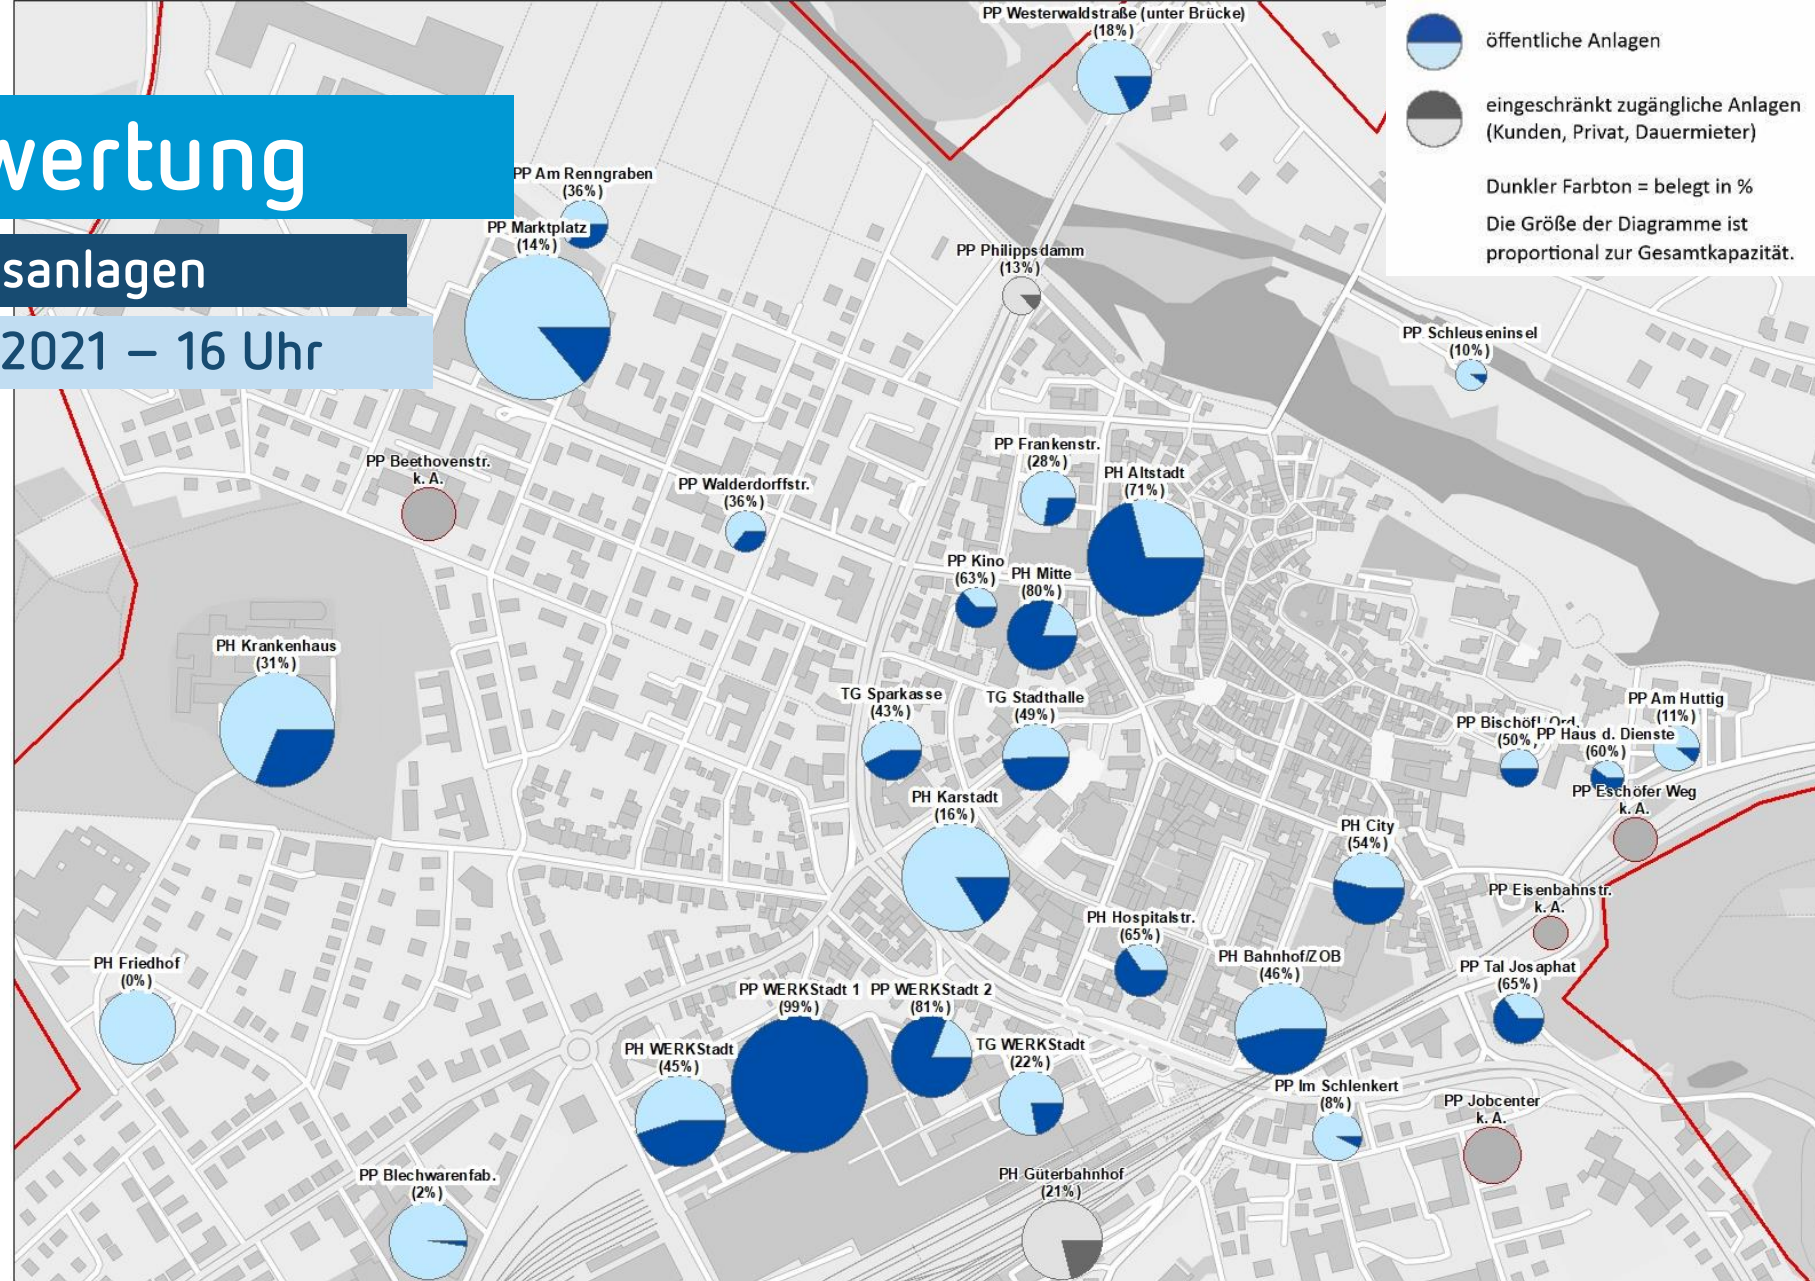 wertung
sanlagen
2021 – 16 Uhr
öffentliche Anlagen
eingeschränkt zugängliche Anlagen
(Kunden, Privat, Dauermieter)
Dunkler Farbton = belegt in %
Die Größe der Diagramme ist
proportional zur Gesamtkapazität.
PP Westerwaldstraße (unter Brücke)
(18%)
PP Am Renngraben
(36%)
PP Marktplatz
(14%)
PP Philippsdamm
(13%)
PP Schleuseninsel
(10%)
PP Beethovenstr.
k. A.
PP Walderdorffstr.
(36%)
PP Frankenstr.
(28%)
PH Altstadt
(71%)
PP Kino
(63%)
PH Mitte
(80%)
PH Krankenhaus
(31%)
TG Sparkasse
(43%)
TG Stadthalle
(49%)
PP Am Huttig
(11%)
PP Bischöfl. Ord.
(50%)
PP Haus d. Dienste
(60%)
PP Eschöfer Weg
k. A.
PH Karstadt
(16%)
PH City
(54%)
PP Eisenbahnstr.
k. A.
PH Hospitalstr.
(65%)
PH Bahnhof/ZOB
(46%)
PP Tal Josaphat
(65%)
PH Friedhof
(0%)
PP WERKStadt 1
(99%)
PP WERKStadt 2
(81%)
PH WERKStadt
(45%)
TG WERKStadt
(22%)
PP Im Schlenkert
(8%)
PP Jobcenter
k. A.
PP Blechwarenfab.
(2%)
PH Güterbahnhof
(21%)